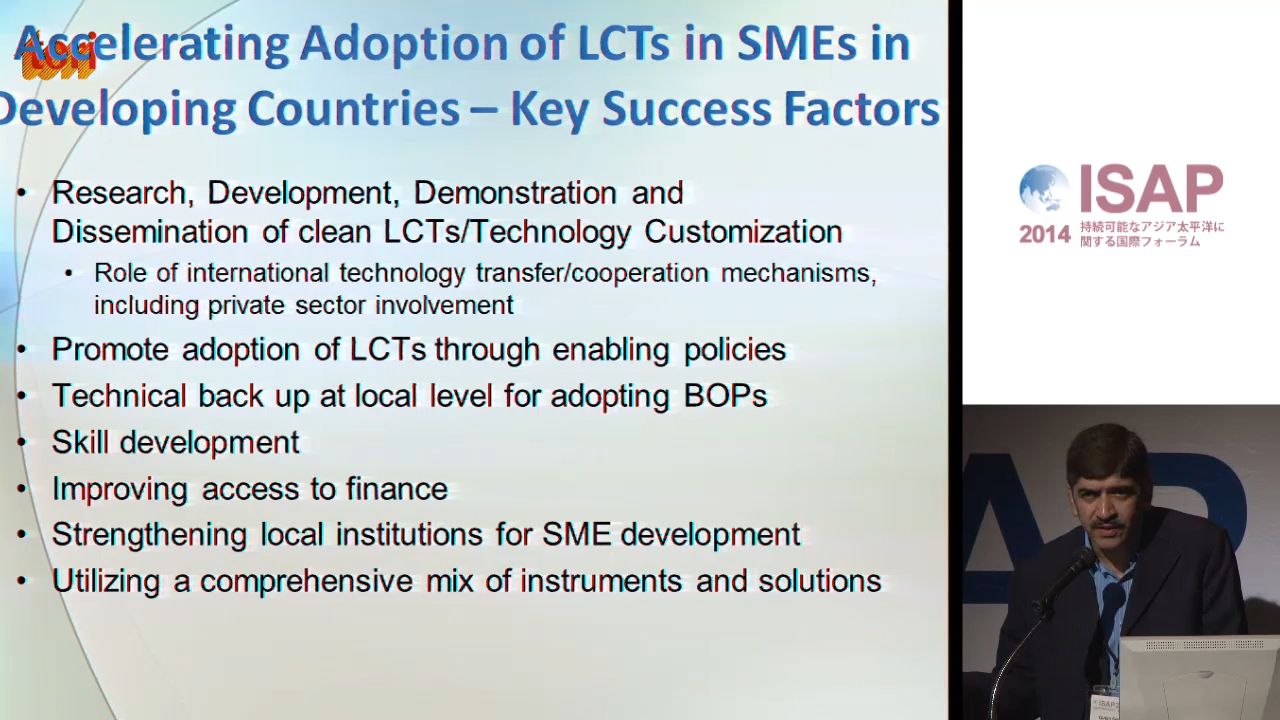 Accelerating Adoption of LCTs in SMEs in
Developing Countries – Key Success Factors
• Research, Development, Demonstration and
Dissemination of clean LCTs/Technology Customization
• Role of international technology transfer/cooperation mechanisms,
including private sector involvement
• Promote adoption of LCTs through enabling policies
• Technical back up at local level for adopting BOPs
• Skill development
• Improving access to finance
• Strengthening local institutions for SME development
• Utilizing a comprehensive mix of instruments and solutions
ISAP
2014 持続可能なアジア太平洋に
関する国際フォーラム
ISAP